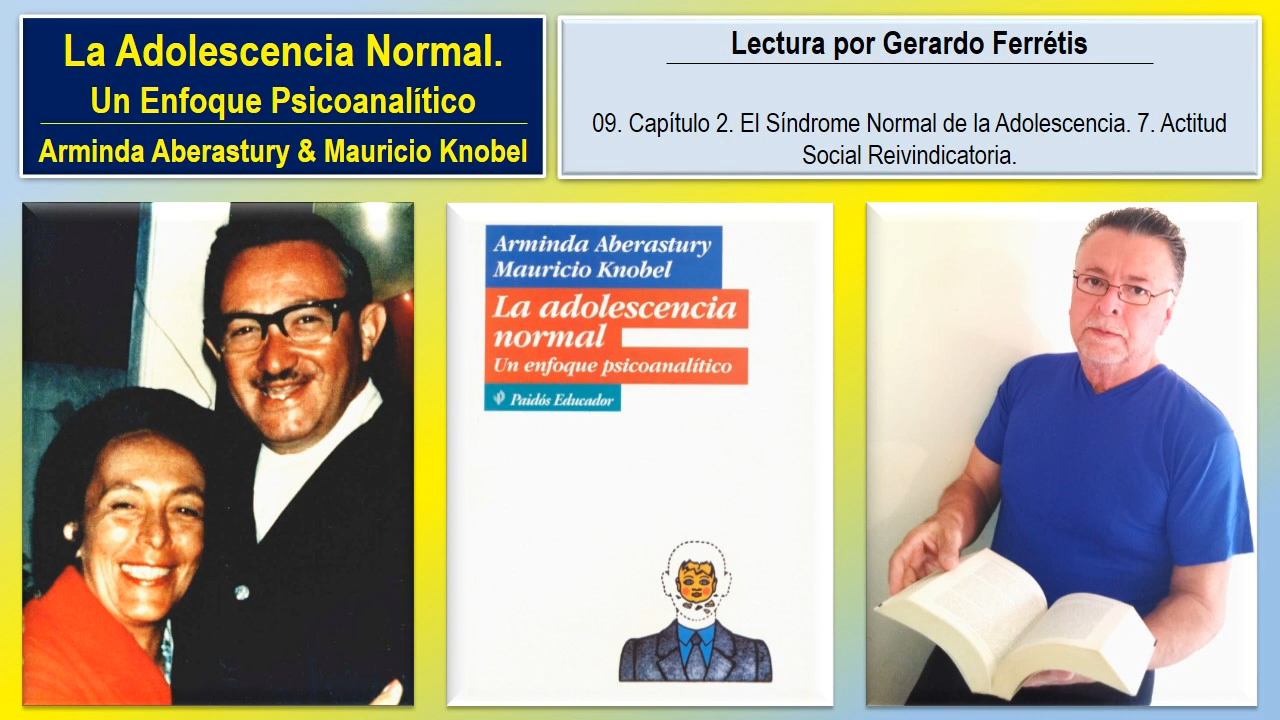 La Adolescencia Normal.
Un Enfoque Psicoanalítico
Arminda Aberastury & Mauricio Knobel
Lectura por Gerardo Ferrétis
09. Capítulo 2. El Síndrome Normal de la Adolescencia. 7. Actitud
Social Reivindicatoria.
Arminda Aberastury
Mauricio Knobel
La adolescencia
normal
Un enfoque psicoanalítico
Paidós Educador